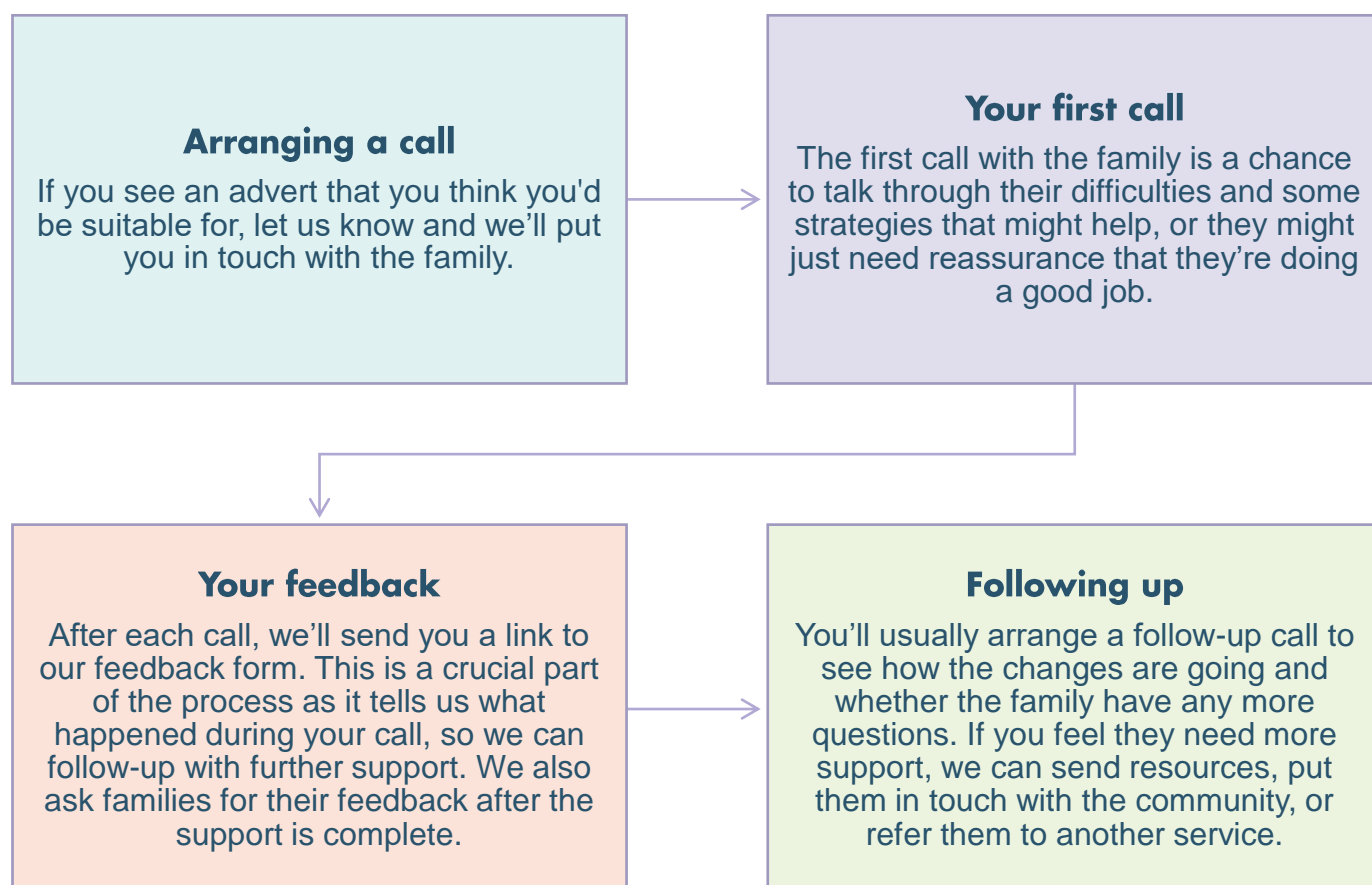 Arranging a call
If you see an advert that you think you'd
be suitable for, let us know and we’ll put
you in touch with the family.
Your first call
The first call with the family is a chance
to talk through their difficulties and some
strategies that might help, or they might
just need reassurance that they’re doing
a good job.
Your feedback
After each call, we’ll send you a link to
our feedback form. This is a crucial part
of the process as it tells us what
happened during your call, so we can
follow-up with further support. We also
ask families for their feedback after the
support is complete.
Following up
You’ll usually arrange a follow-up call to
see how the changes are going and
whether the family have any more
questions. If you feel they need more
support, we can send resources, put
them in touch with the community, or
refer them to another service.